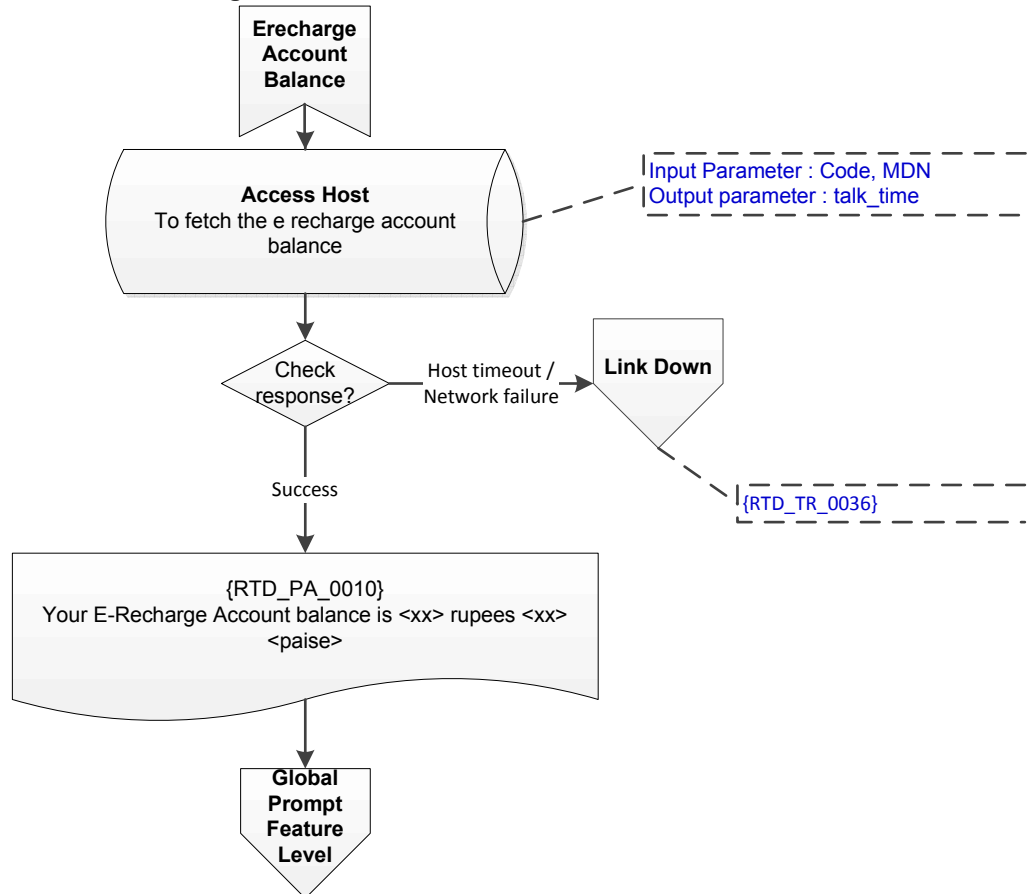 Erecharge
Account
Balance
Access Host
To fetch the e recharge account
balance
Input Parameter : Code, MDN
Output parameter : talk_time
Check
response?
Host timeout /
Network failure
Link Down
{RTD_TR_0036}
Success
{RTD_PA_0010}
Your E-Recharge Account balance is <xx> rupees <xx>
<paise>
Global
Prompt
Feature
Level